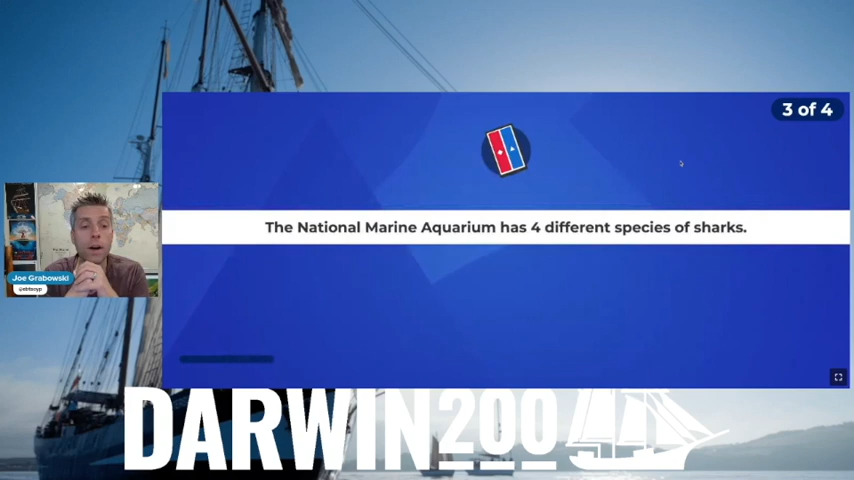 3 of 4
The National Marine Aquarium has 4 different species of sharks.
Joe Grabowski
DARWIN200